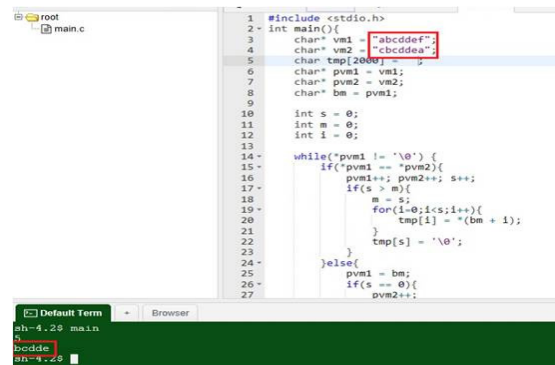 root
main.c
1 #include <stdio.h>
2 int main(){
3 char* vm1 = "abcddef";
4 char* vm2 = "cbcddea";
5 char tmp[2000] = ;
6 char* pvm1 = vm1;
7 char* pvm2 = vm2;
8 char* bm = pvm1;
9
10 int s = 0;
11 int m = 0;
12 int i = 0;
13
14 while(*pvm1 != '\0') {
15 if(*pvm1 == *pvm2){
16 pvm1++; pvm2++; s++;
17 if(s > m){
18 m = s;
19 for(i=0;i<s;i++){
20 tmp[i] = *(bm + i);
21 }
22 tmp[s] = '\0';
23 }
24 }else{
25 pvm1 = bm;
26 if(s == 0){
27 pvm2++;
Default Term + Browser
sh-4.2$ main
5
bcdde
sh-4.2$